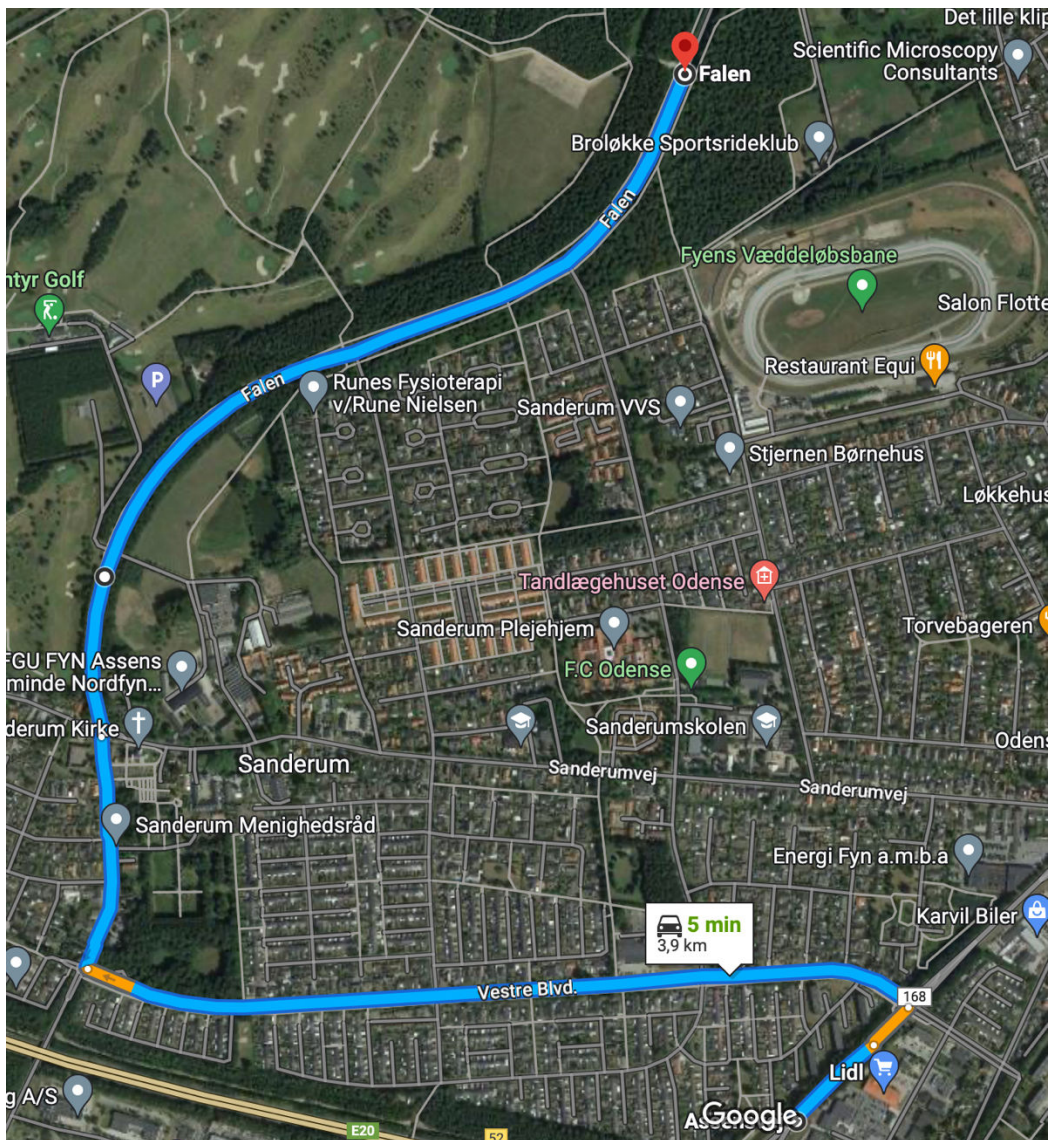 Det lille klip
Scientific Microscopy
Consultants
Falen
Broløkke Sportsrideklub
Falen
Fyens Væddeløbsbane
ntyr Golf
Salon Flotte
Restaurant Equi
P
Falen
Runes Fysioterapi
v/Rune Nielsen
Sanderum VVS
Stjernen Børnehus
Løkkehus
Tandlægehuset Odense
Sanderum Plejehjem
Torvebageren
FGU FYN Assens
minde Nordfyn...
F.C Odense
derum Kirke
Sanderumskolen
Odens
Sanderum
Sanderumvej
Sanderumvej
Sanderum Menighedsråd
Energi Fyn a.m.b.a
Karvil Biler
5 min
3,9 km
Vestre Blvd.
168
Lidl
g A/S
Google
E20
52